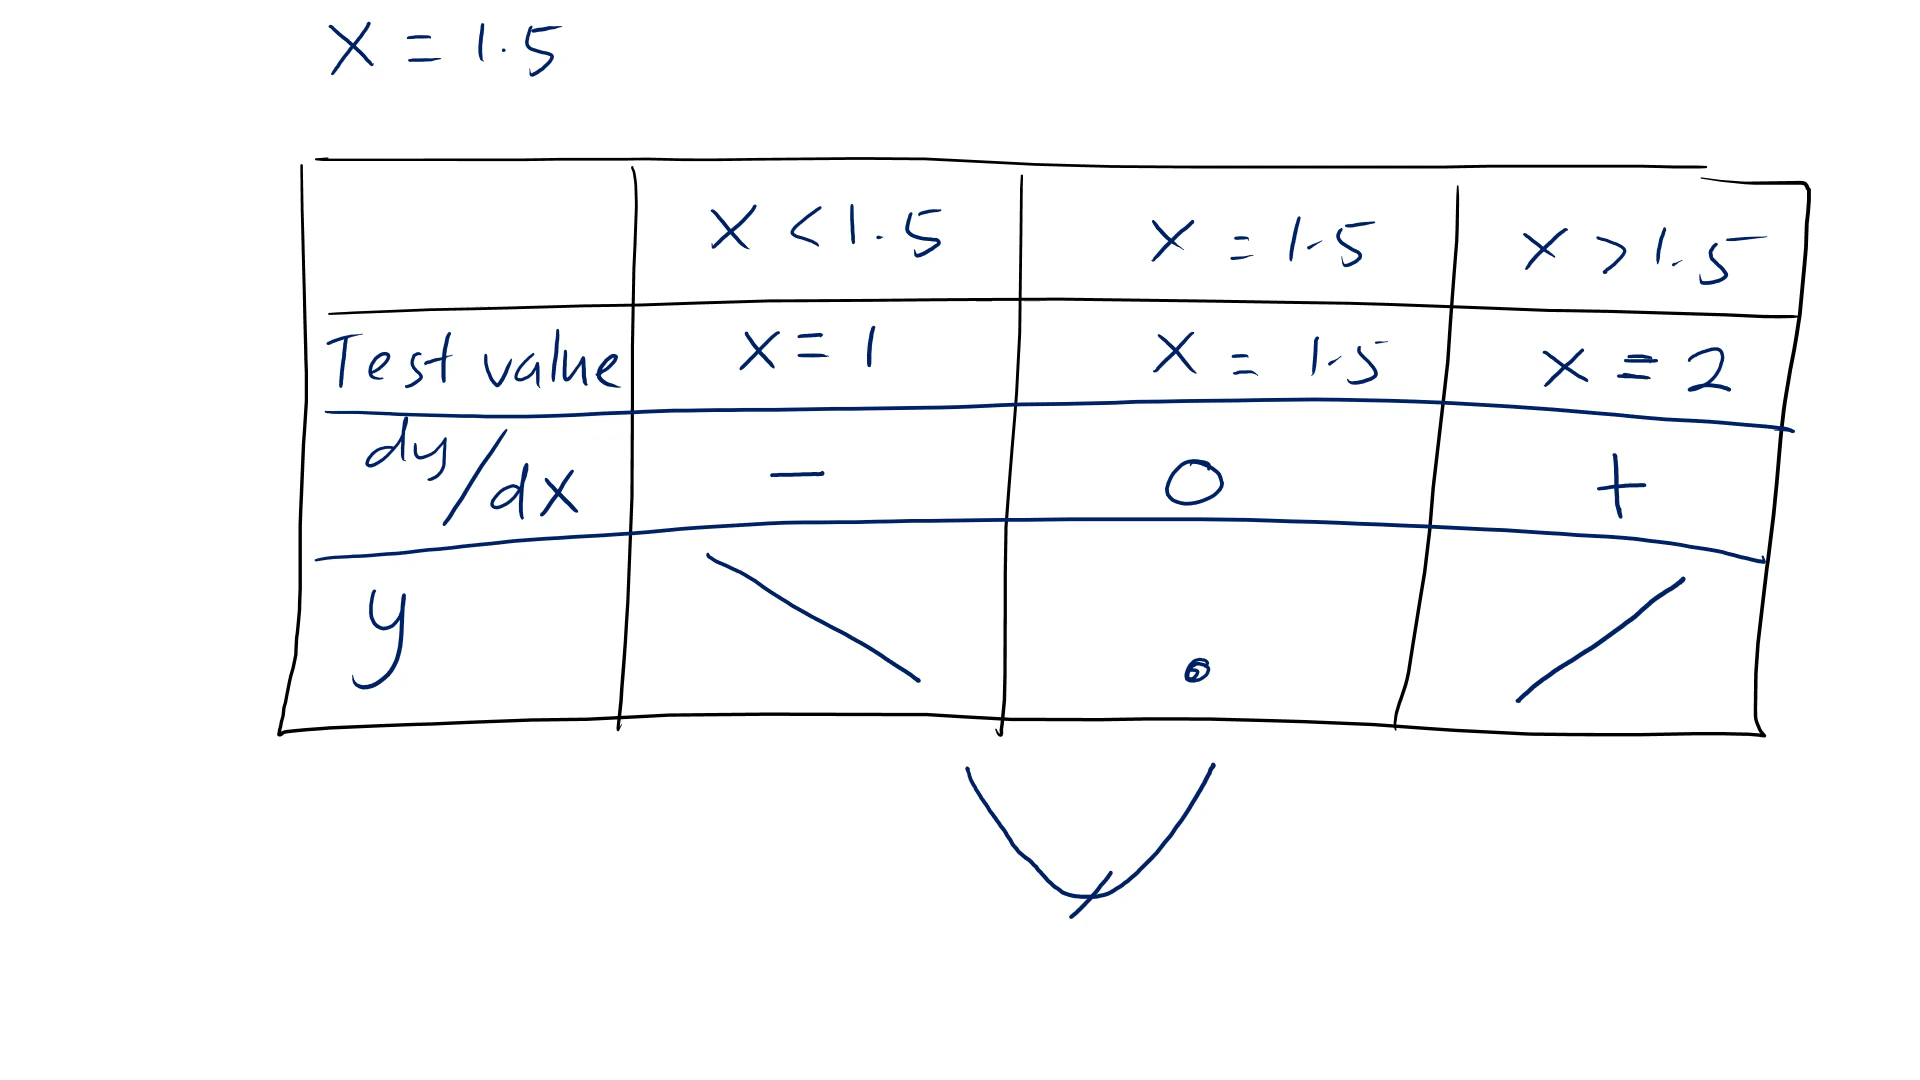 x = 1.5
x < 1.5 x = 1.5 x > 1.5
Test value x = 1 x = 1.5 x = 2
dy/dx − 0 +
y